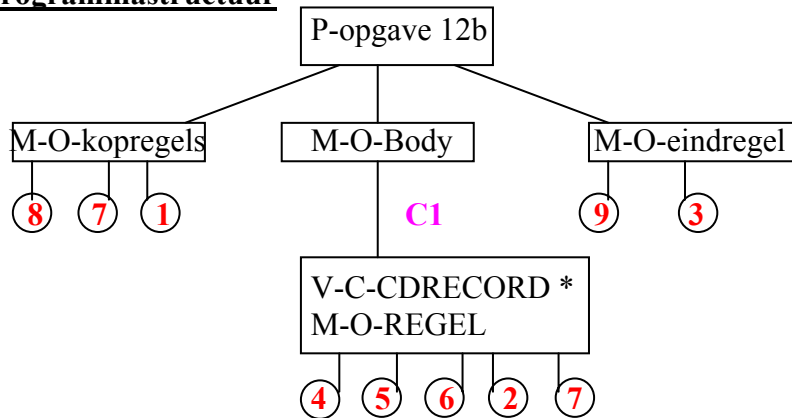 P-opgave 12b
M-O-kopregels
M-O-Body
M-O-eindregel
8 7 1
C1
9 3
V-C-CDRECORD *
M-O-REGEL
4 5 6 2 7